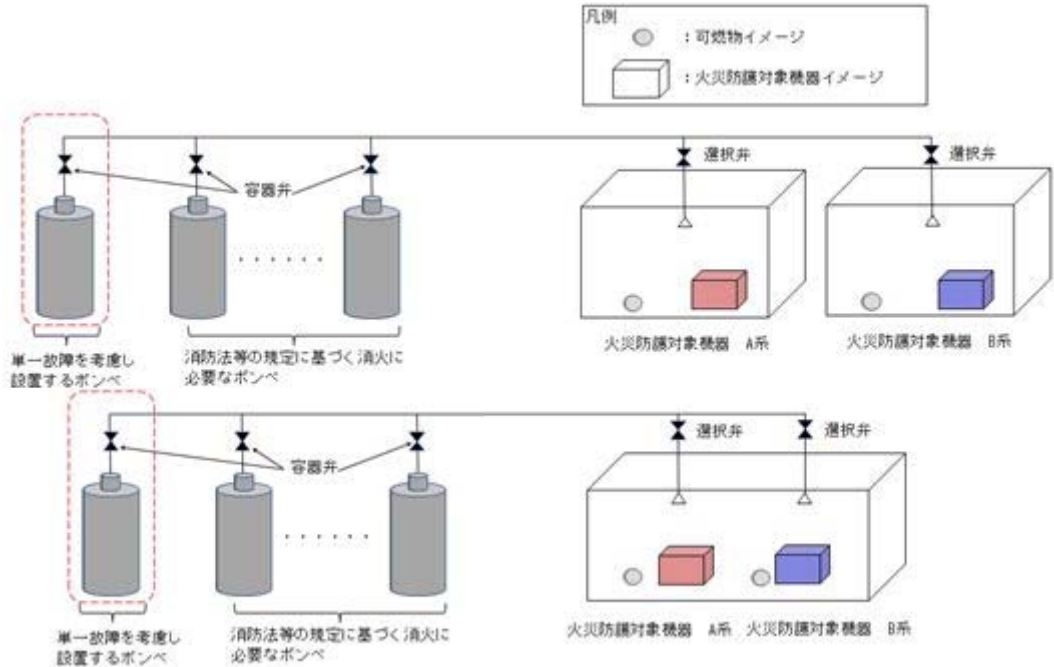 凡例
:可燃物イメージ
:火災防護対象機器イメージ
選択弁
選択弁
容器弁
・・・・・・
火災防護対象機器 A系
火災防護対象機器 B系
単一故障を考慮し
設置するボンベ
消防法等の規定に基づく消火に
必要なボンベ
選択弁
選択弁
容器弁
・・・・・・
火災防護対象機器 A系
火災防護対象機器 B系
単一故障を考慮し
設置するボンベ
消防法等の規定に基づく消火に
必要なボンベ